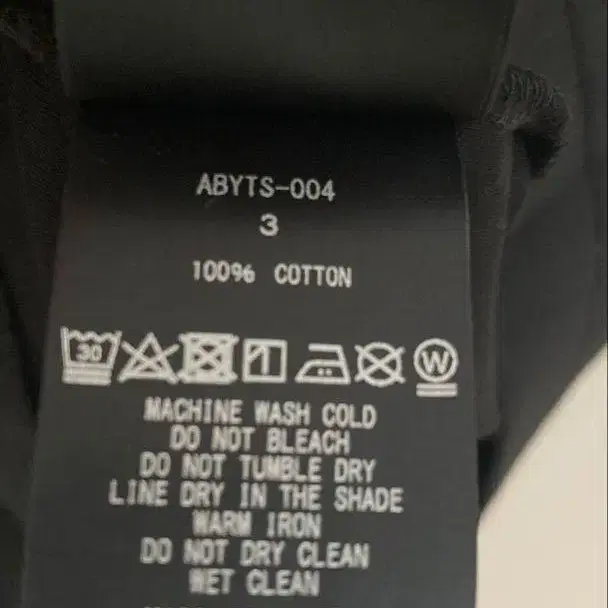 ABYTS-004
3
100% COTTON
30 W
MACHINE WASH COLD
DO NOT BLEACH
DO NOT TUMBLE DRY
LINE DRY IN THE SHADE
WARM IRON
DO NOT DRY CLEAN
WET CLEAN